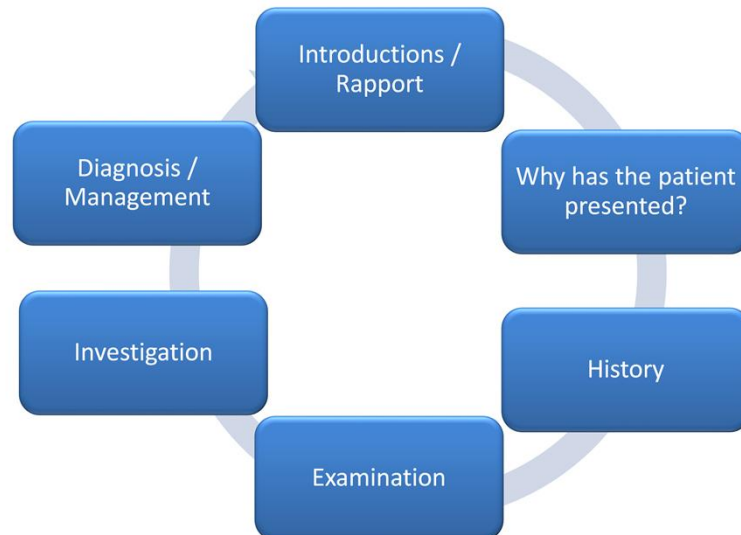 Introductions /
Rapport
Why has the patient
presented?
History
Examination
Investigation
Diagnosis /
Management